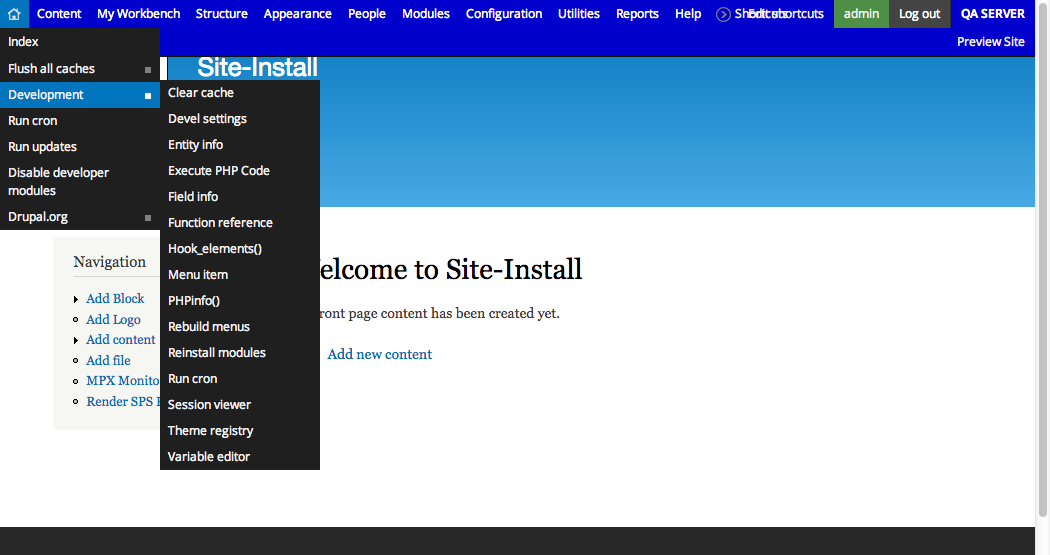 Content My Workbench Structure Appearance People Modules Configuration Utilities Reports Help Shortcuts Edit shortcuts admin Log out QA SERVER
Preview Site
Index
Flush all caches
Development
Run cron
Run updates
Disable developer
modules
Drupal.org
Site-Install
Clear cache
Devel settings
Entity info
Execute PHP Code
Field info
Function reference
Hook_elements()
Menu item
PHPinfo()
Rebuild menus
Reinstall modules
Run cron
Session viewer
Theme registry
Variable editor
Navigation
Add Block
Add Logo
Add content
Add file
MPX Monito
Render SPS
elcome to Site-Install
ront page content has been created yet.
Add new content